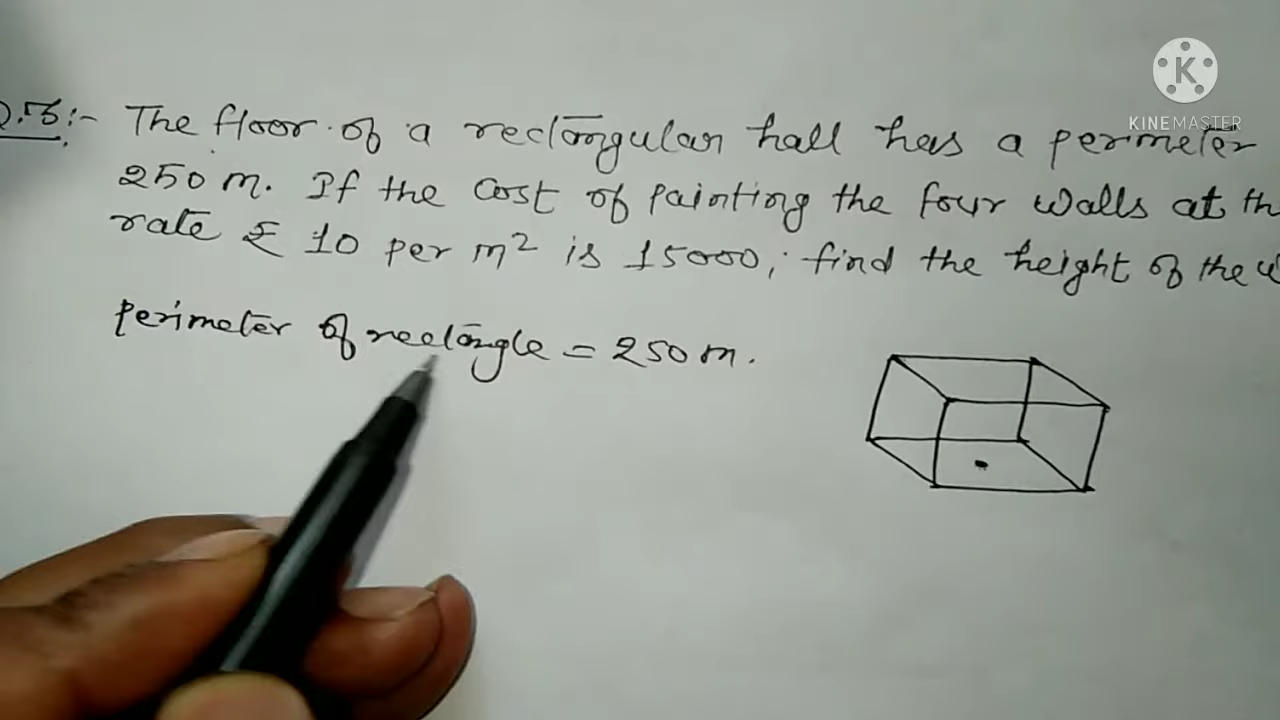 Q.5:- The floor of a rectangular hall has a perimeter
250 m. If the cost of painting the four walls at th
rate ₹ 10 per m² is 15000, find the height of the
perimeter of rectangle = 250 m.
K
KINEMASTER